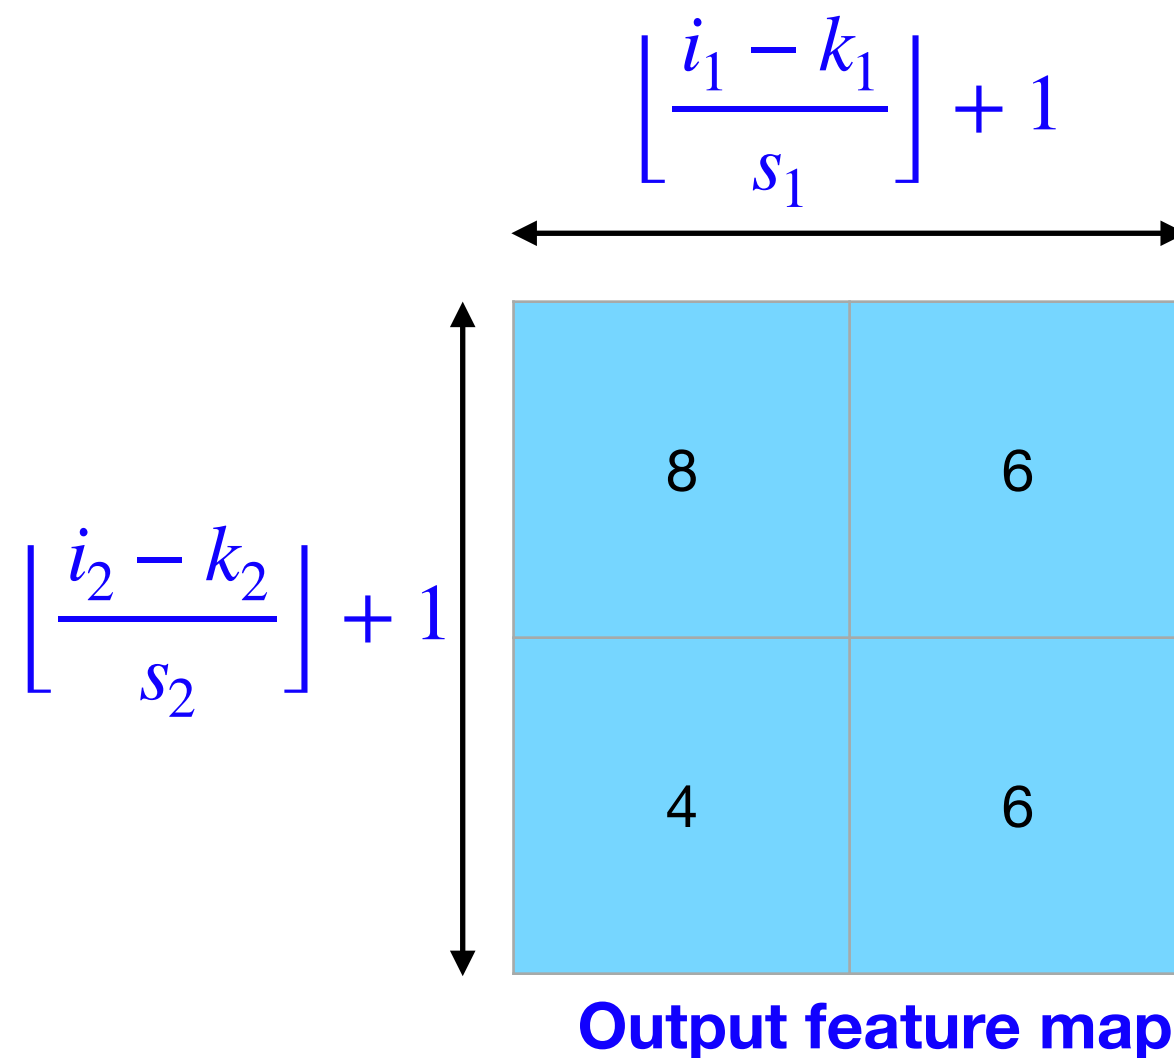 ⌊(i₁ − k₁)/s₁⌋ + 1
8 6
⌊(i₂ − k₂)/s₂⌋ + 1
4 6
Output feature map